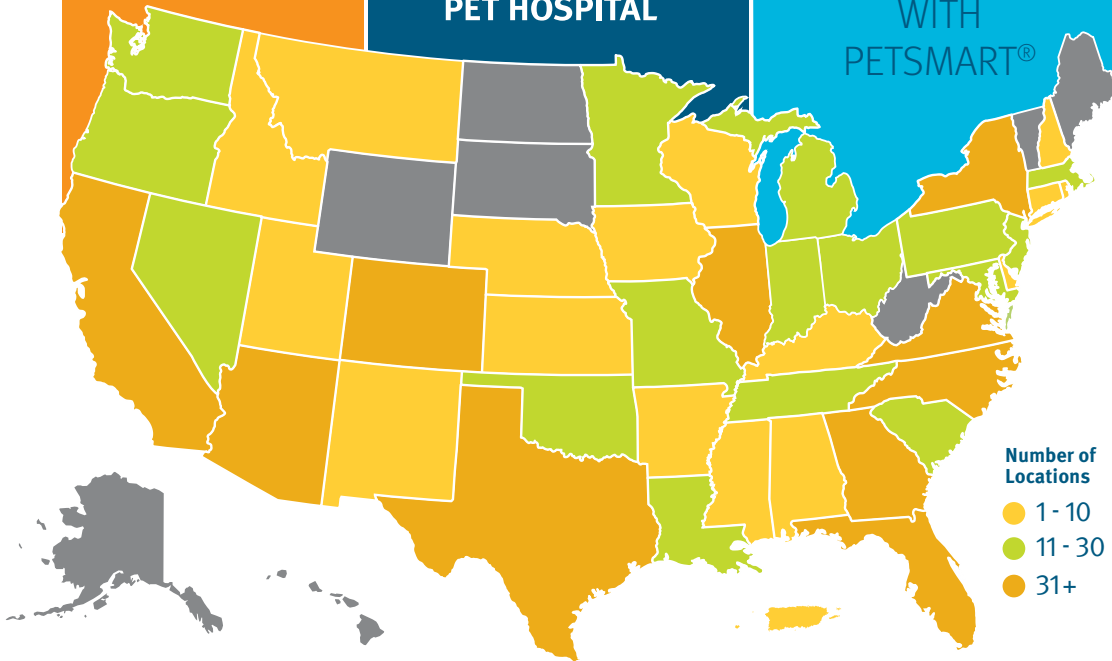 PET HOSPITAL
WITH
PETSMART®
Number of
Locations
1 - 10
11 - 30
31+